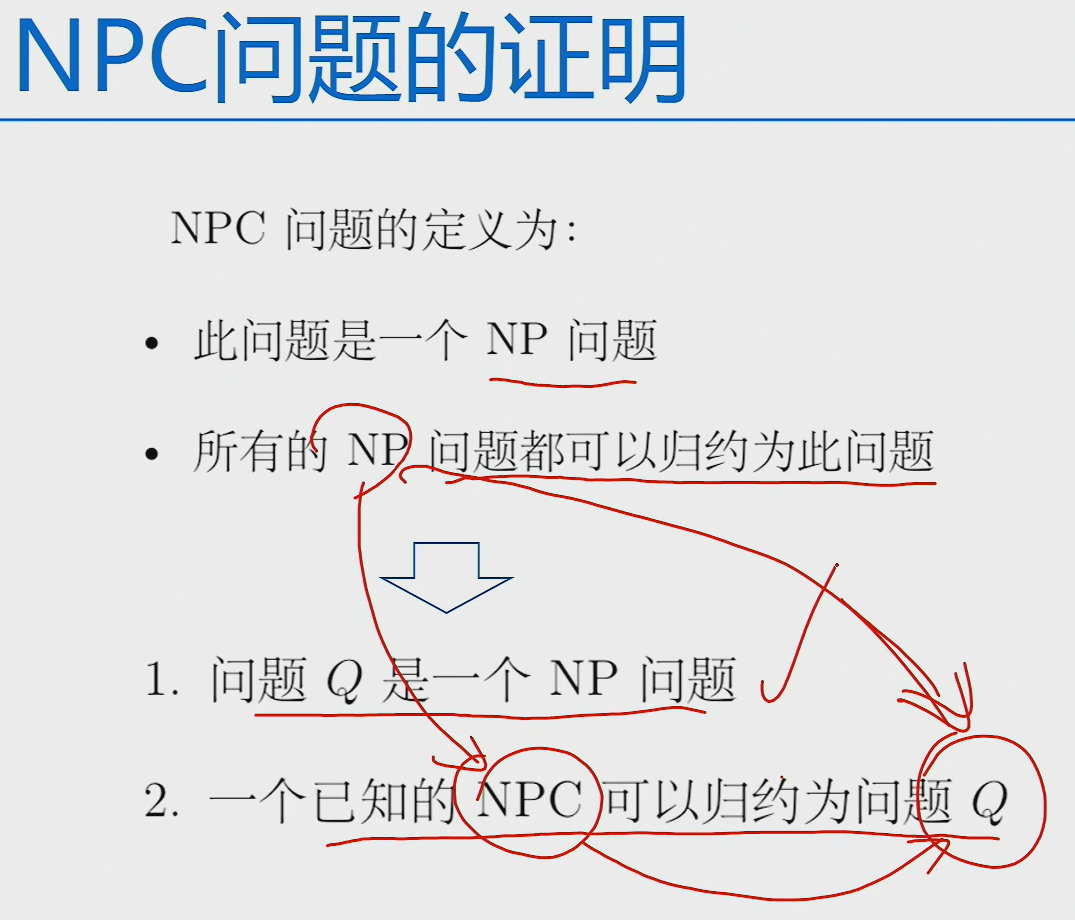 NPC问题的证明
NPC 问题的定义为：
• 此问题是一个 NP 问题
• 所有的 NP 问题都可以归约为此问题
1. 问题 Q 是一个 NP 问题
2. 一个已知的 NPC 可以归约为问题 Q